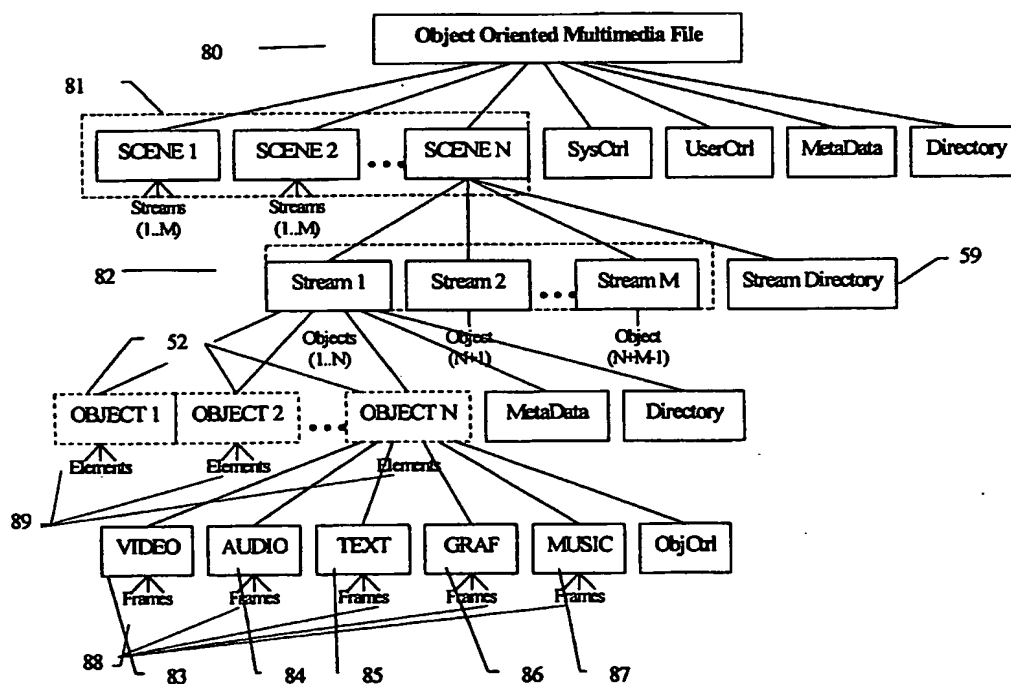 Object Oriented Multimedia File
80
81
SCENE 1
SCENE 2
SCENE N
SysCtrl
UserCtrl
MetaData
Directory
Streams
(1..M)
Streams
(1..M)
82
Stream 1
Stream 2
Stream M
Stream Directory
59
52
Objects
(1..N)
Object
(N+1)
Object
(N+M-1)
OBJECT 1
OBJECT 2
OBJECT N
MetaData
Directory
Elements
Elements
Elements
89
VIDEO
AUDIO
TEXT
GRAF
MUSIC
ObjCtrl
Frames
Frames
Frames
Frames
Frames
88
83
84
85
86
87